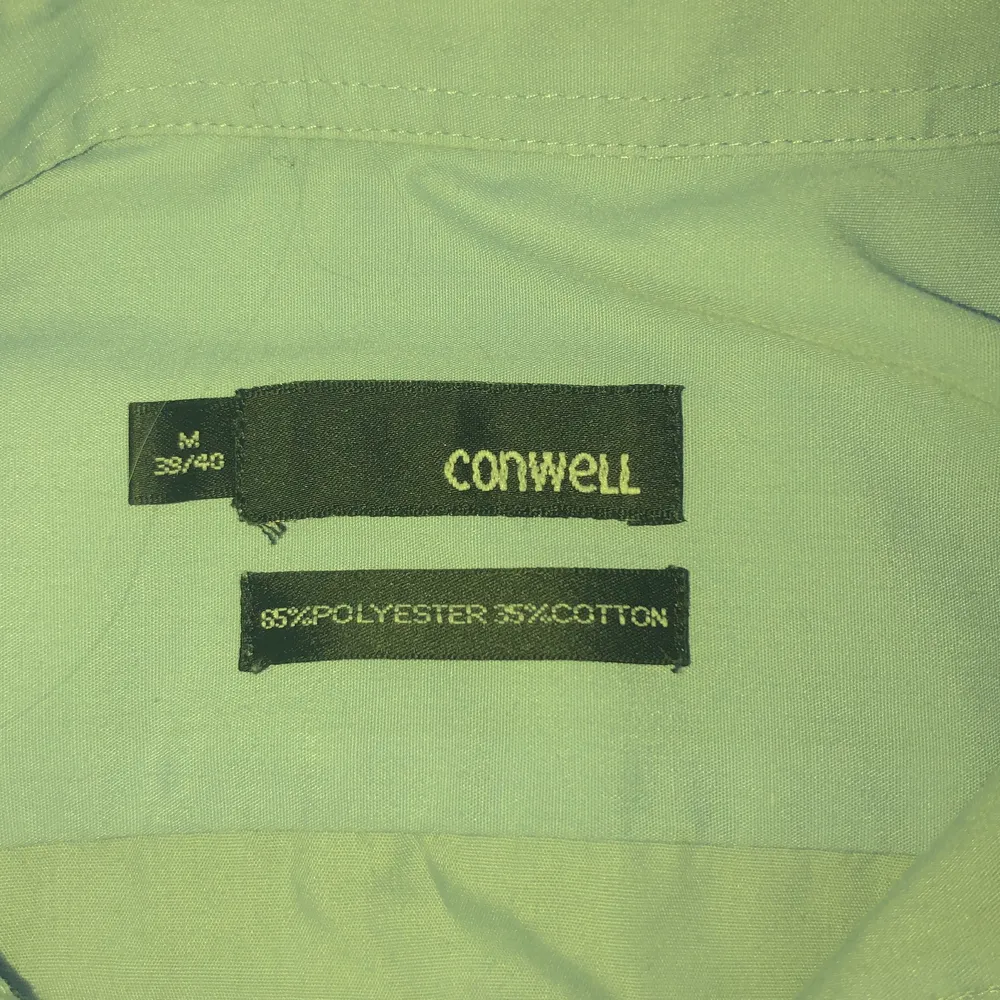 M
39/40
conwell
65%POLYESTER 35%COTTON